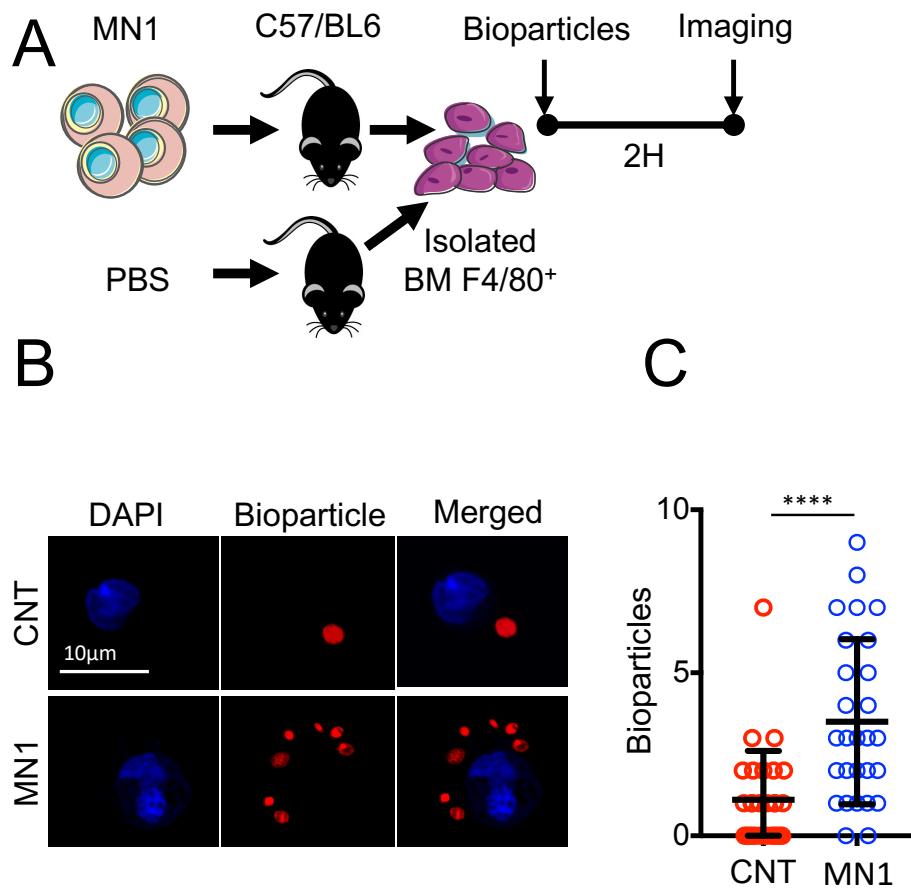 A
MN1
C57/BL6
Bioparticles
Imaging
2H
PBS
Isolated
BM F4/80⁺
B
C
DAPI
Bioparticle
Merged
CNT
10μm
MN1
Bioparticles
10
5
0
****
CNT
MN1